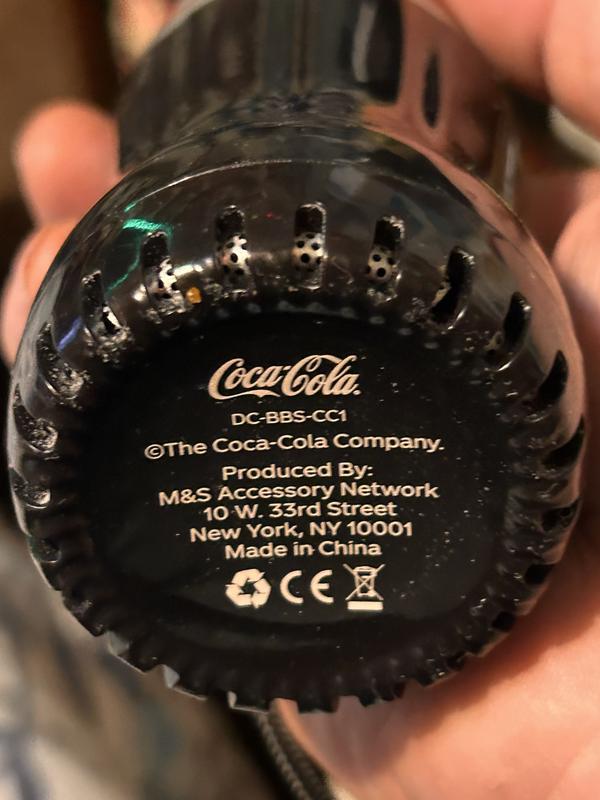 Coca-Cola.
DC-BBS-CC1
©The Coca-Cola Company.
Produced By:
M&S Accessory Network
10 W. 33rd Street
New York, NY 10001
Made in China
CE